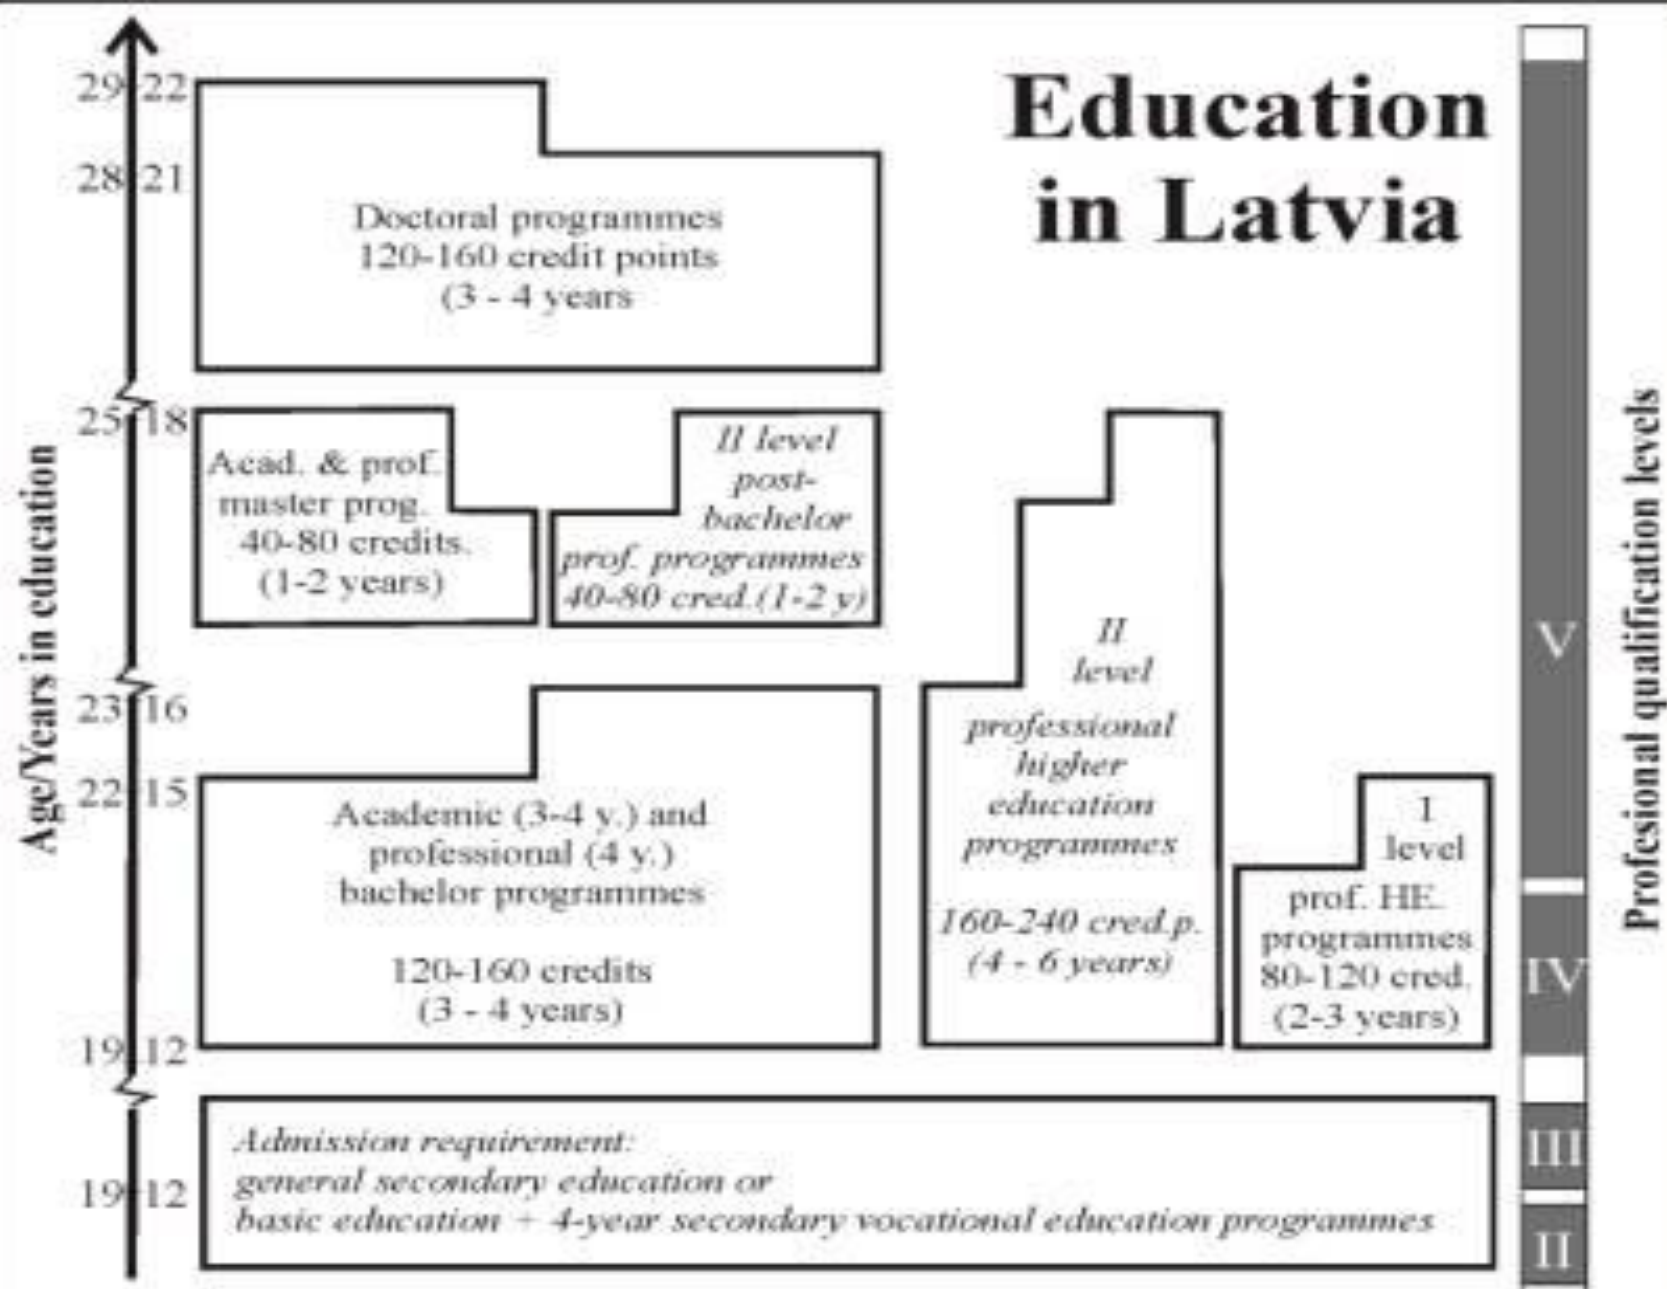 Education
in Latvia
29 22
28 21
Doctoral programmes
120-160 credit points
(3 - 4 years
25 18
Acad. & prof.
master prog.
40-80 credits.
(1-2 years)
II level
post-
bachelor
prof. programmes
40-80 cred.(1-2 y)
II
level
professional
higher
education
programmes
160-240 cred.p.
(4 - 6 years)
23 16
22 15
Academic (3-4 y.) and
professional (4 y.)
bachelor programmes
120-160 credits
(3 - 4 years)
I
level
prof. HE.
programmes
80-120 cred.
(2-3 years)
19 12
Admission requirement:
general secondary education or
basic education + 4-year secondary vocational education programmes
19 12
Age/Years in education
V
IV
III
II
Profesional qualification levels